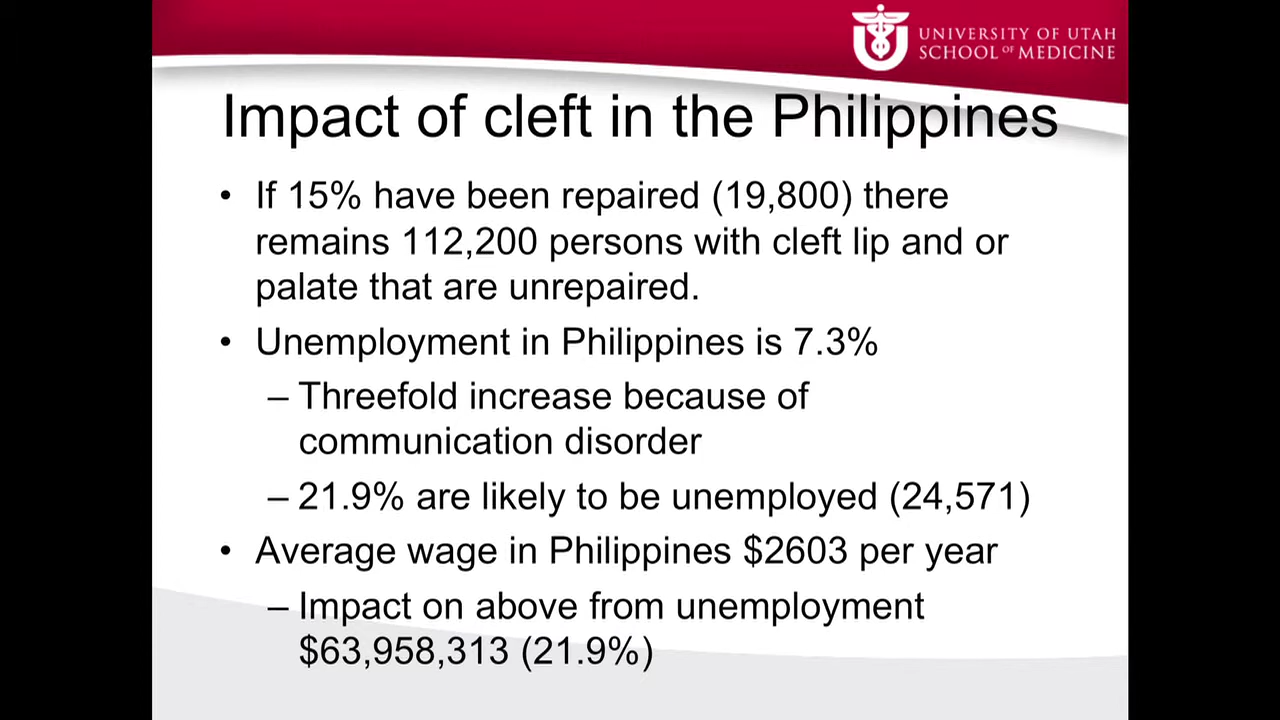 UNIVERSITY OF UTAH
SCHOOL OF MEDICINE
Impact of cleft in the Philippines
• If 15% have been repaired (19,800) there
remains 112,200 persons with cleft lip and or
palate that are unrepaired.
• Unemployment in Philippines is 7.3%
– Threefold increase because of
communication disorder
– 21.9% are likely to be unemployed (24,571)
• Average wage in Philippines $2603 per year
– Impact on above from unemployment
$63,958,313 (21.9%)